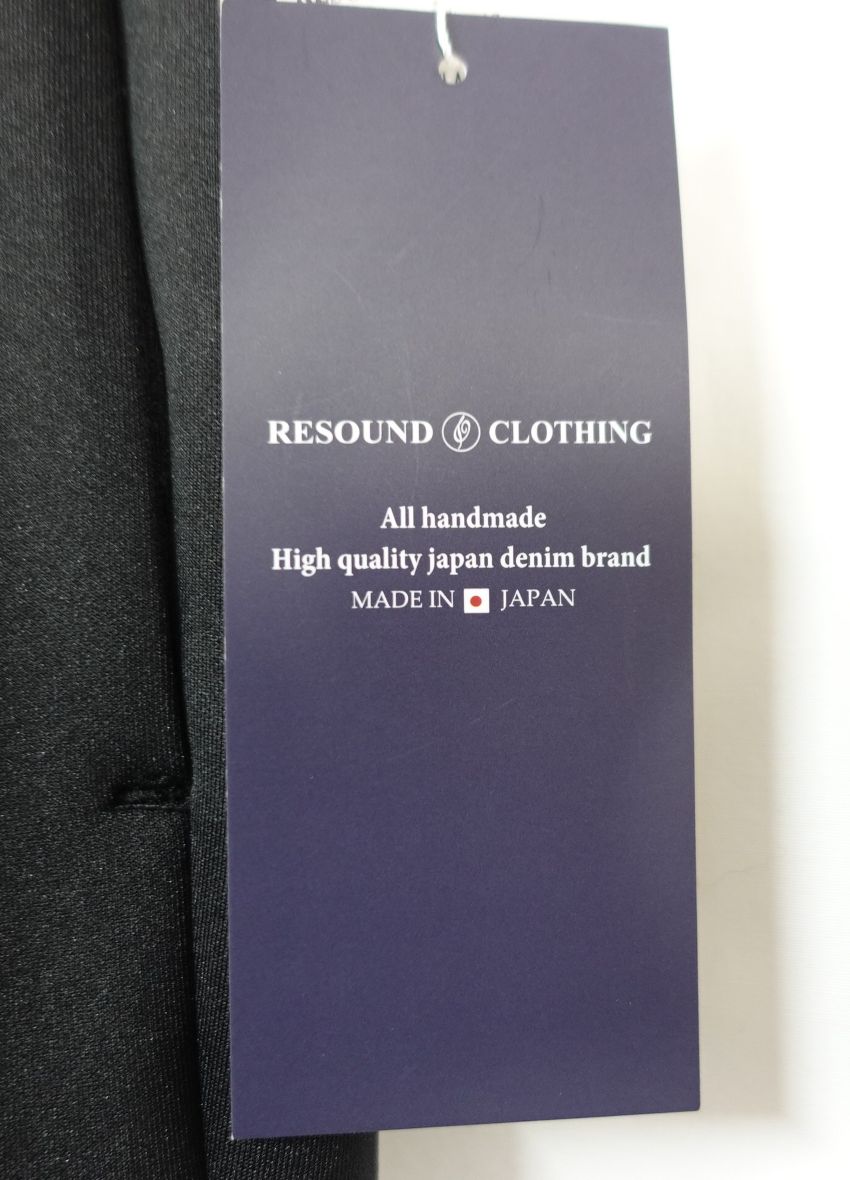 RESOUND CLOTHING
All handmade
High quality japan denim brand
MADE IN JAPAN